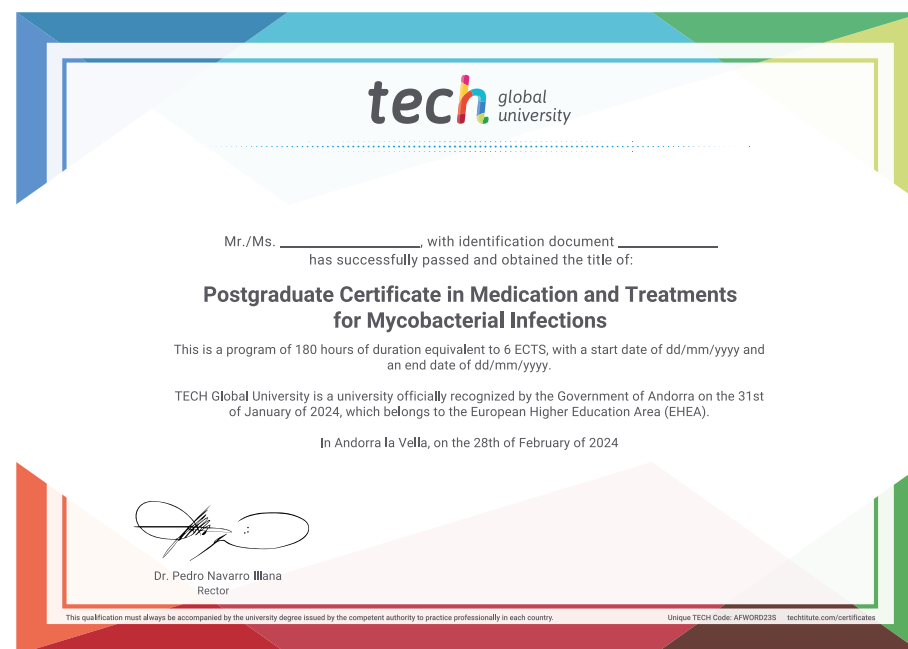 tech global university
Mr./Ms. , with identification document
has successfully passed and obtained the title of:
Postgraduate Certificate in Medication and Treatments
for Mycobacterial Infections
This is a program of 180 hours of duration equivalent to 6 ECTS, with a start date of dd/mm/yyyy and
an end date of dd/mm/yyyy.
TECH Global University is a university officially recognized by the Government of Andorra on the 31st
of January of 2024, which belongs to the European Higher Education Area (EHEA).
In Andorra la Vella, on the 28th of February of 2024
Dr. Pedro Navarro Illana
Rector
This qualification must always be accompanied by the university degree issued by the competent authority to practice professionally in each country.
Unique TECH Code: AFWORD23S techtitute.com/certificates